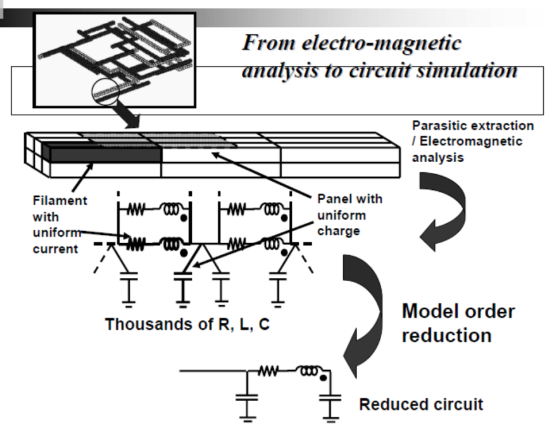 From electro-magnetic
analysis to circuit simulation
Parasitic extraction
/ Electromagnetic
analysis
Filament
with
uniform
current
Panel with
uniform
charge
Thousands of R, L, C
Model order
reduction
Reduced circuit